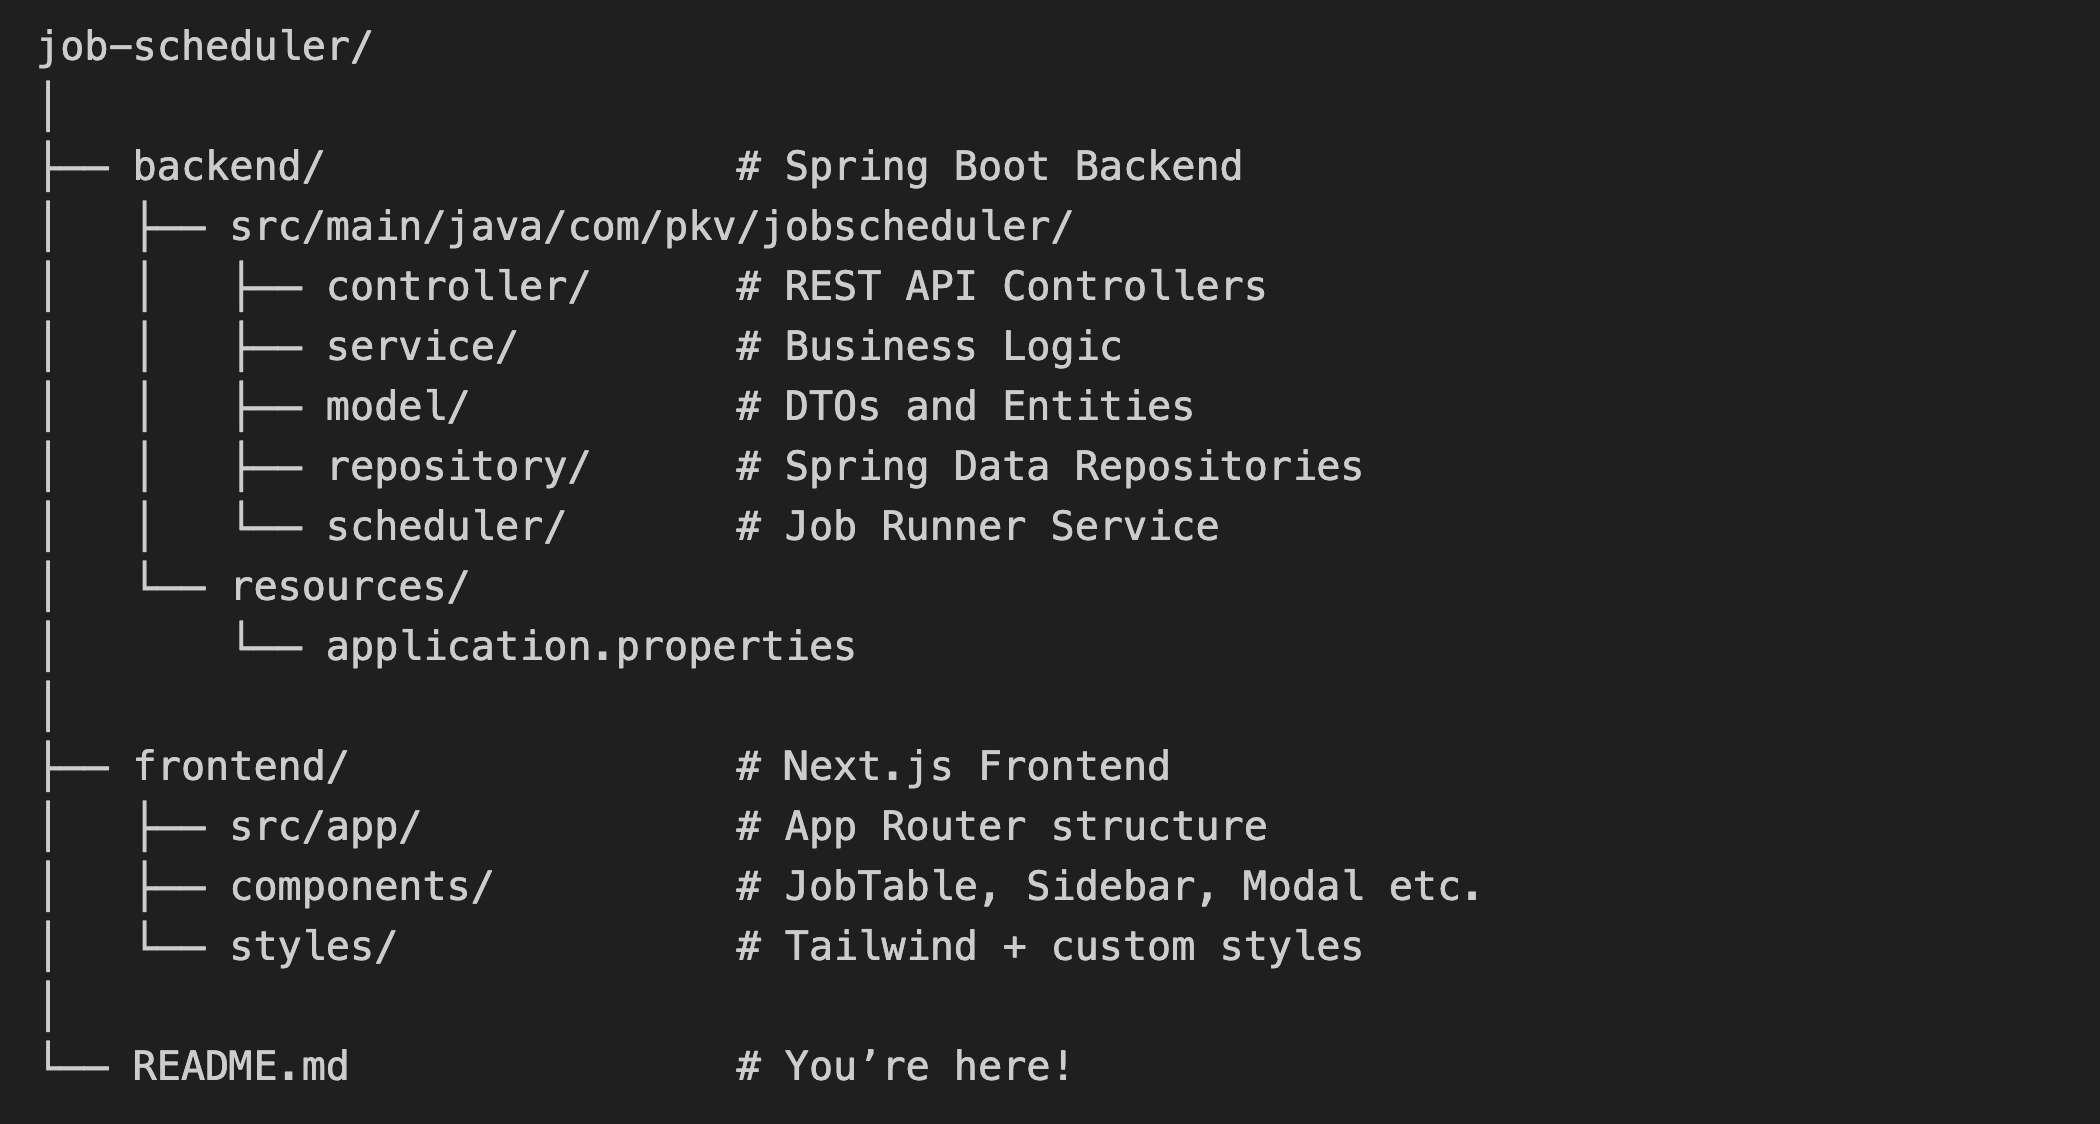 job-scheduler/
│
├── backend/                 # Spring Boot Backend
│   ├── src/main/java/com/pkv/jobscheduler/
│   │   ├── controller/      # REST API Controllers
│   │   ├── service/         # Business Logic
│   │   ├── model/           # DTOs and Entities
│   │   ├── repository/      # Spring Data Repositories
│   │   └── scheduler/       # Job Runner Service
│   └── resources/
│       └── application.properties
│
├── frontend/                # Next.js Frontend
│   ├── src/app/             # App Router structure
│   ├── components/          # JobTable, Sidebar, Modal etc.
│   └── styles/              # Tailwind + custom styles
│
└── README.md                # You’re here!